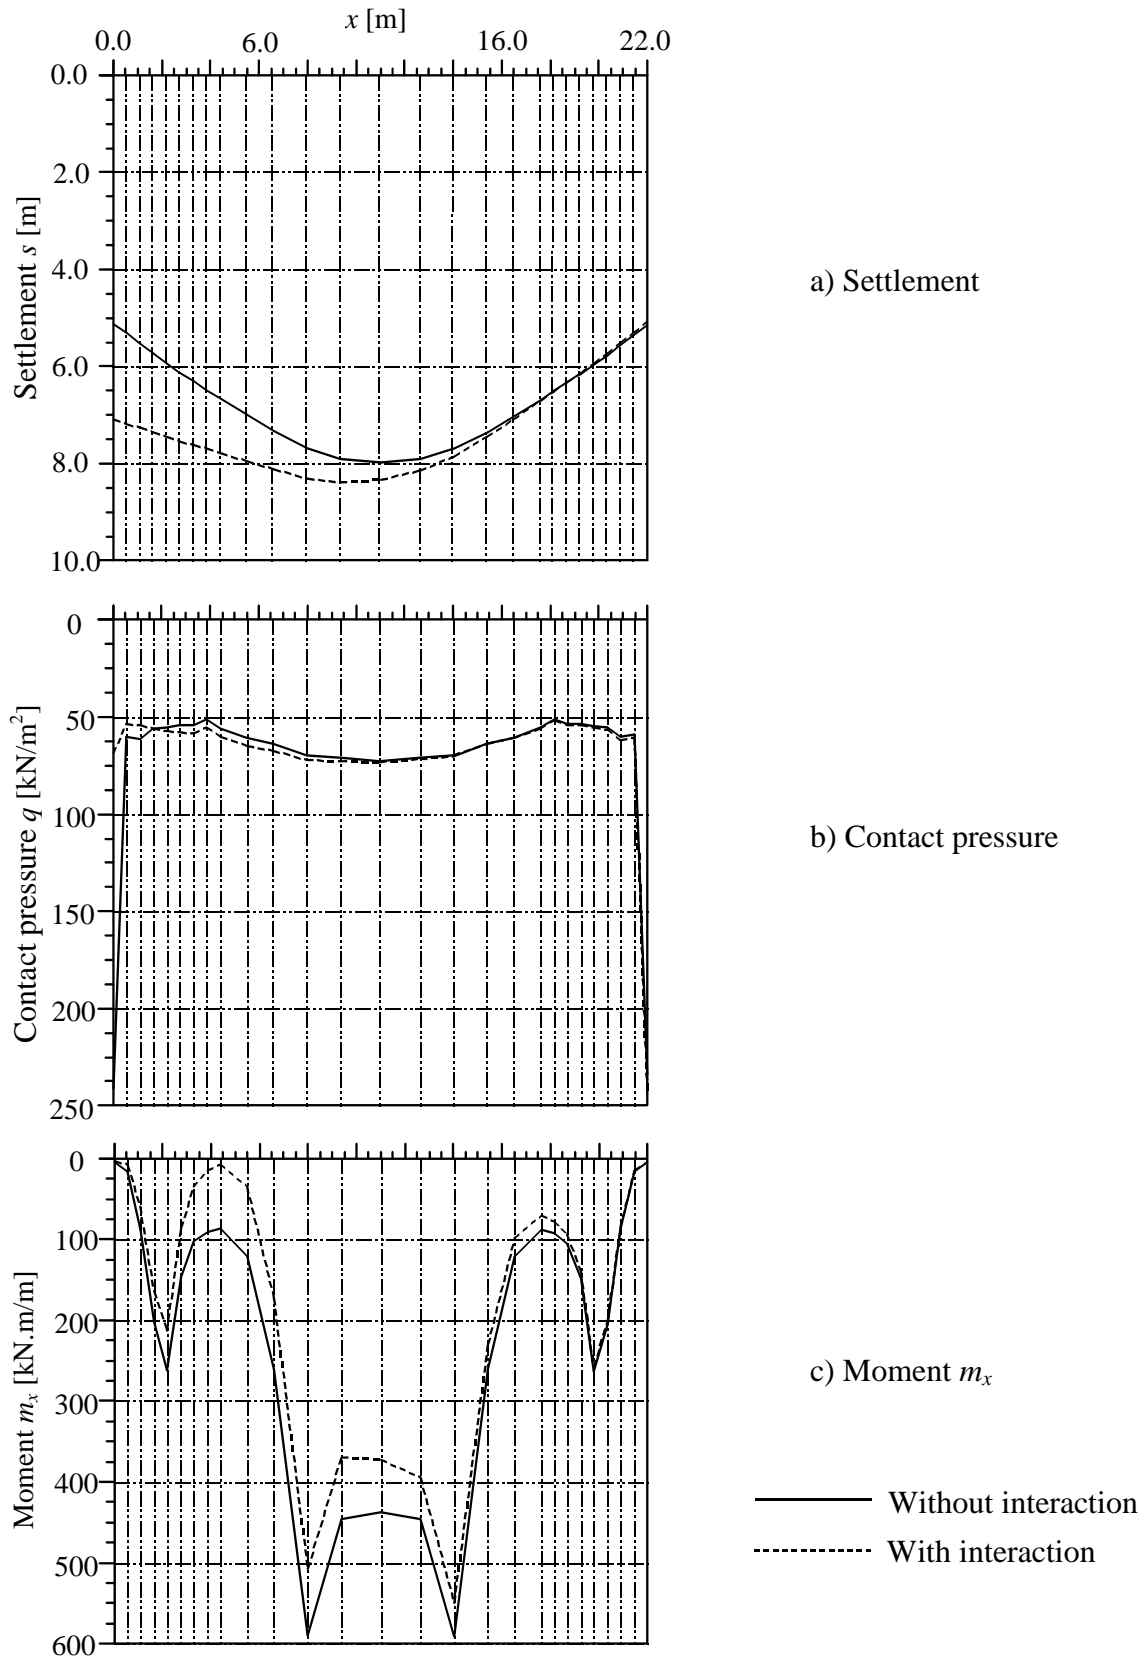 x [m]
0.0 6.0 16.0 22.0
0.0
2.0
4.0
6.0
8.0
10.0
Settlement s [m]
a) Settlement
0
50
100
150
200
250
Contact pressure q [kN/m²]
b) Contact pressure
0
100
200
300
400
500
600
Moment mₓ [kN.m/m]
c) Moment mₓ
Without interaction
With interaction